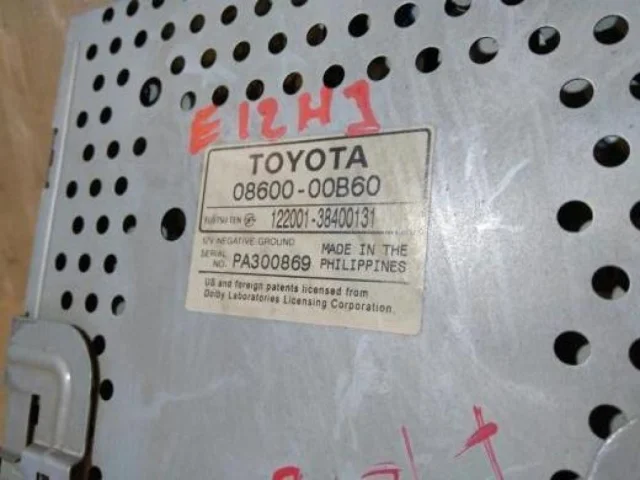 E12HJ
TOYOTA
08600-00B60
FUJITSU TEN 122001-38400131
12V NEGATIVE GROUND
SERIAL NO. PA300869 MADE IN THE PHILIPPINES
US and foreign patents licensed from
Dolby Laboratories Licensing Corporation.